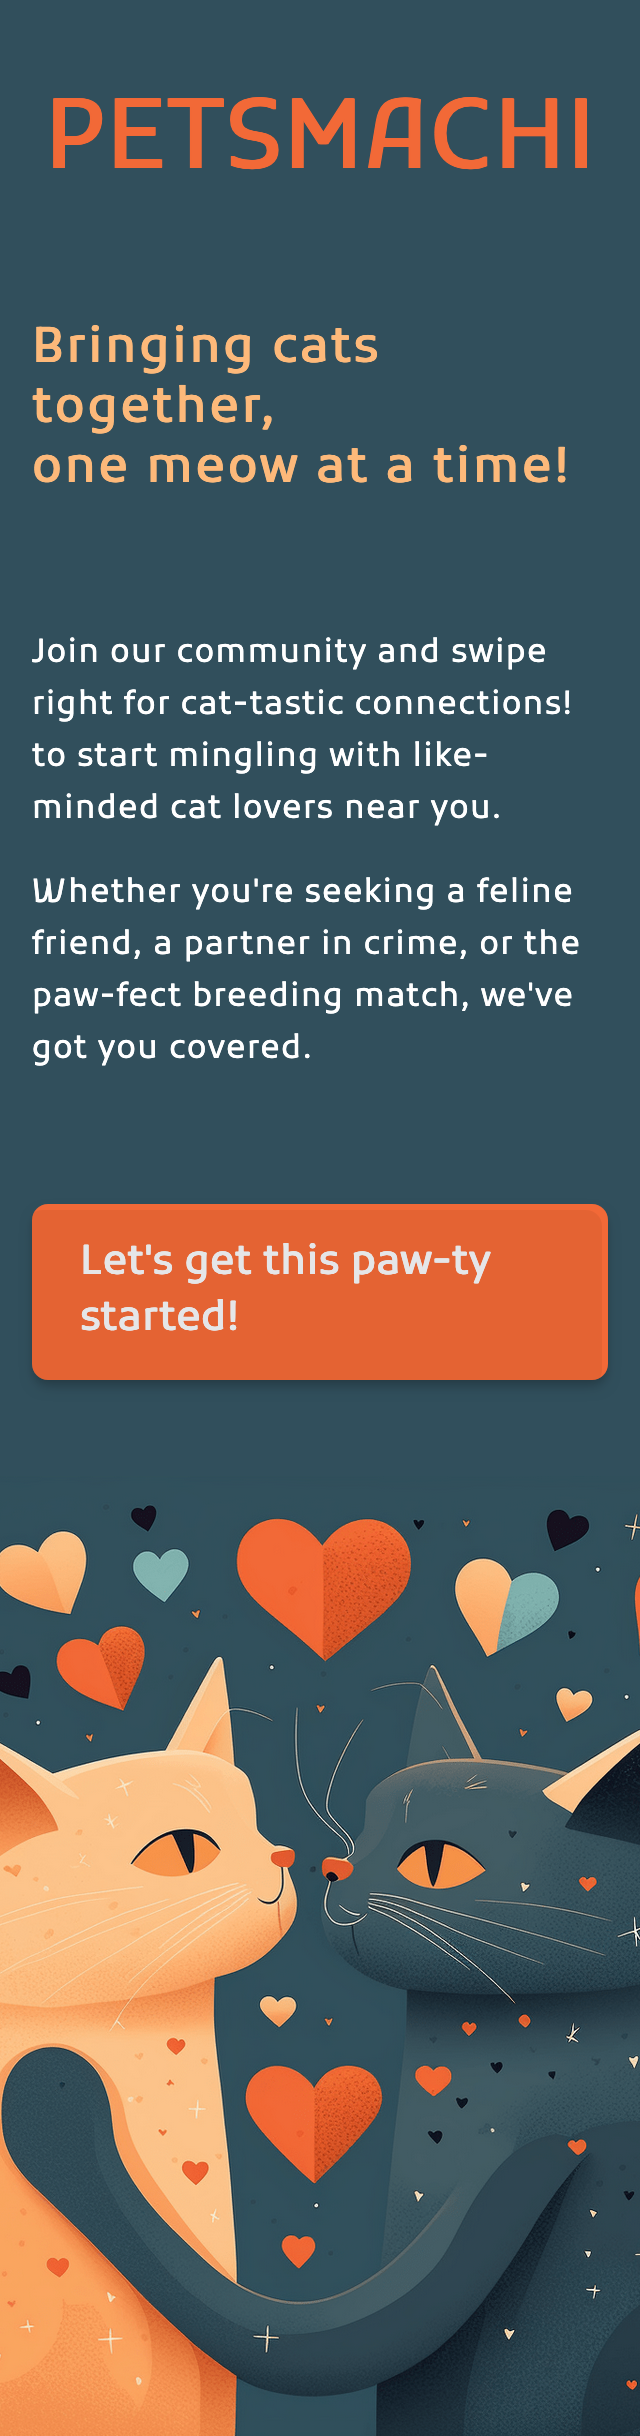 PETSMACHI
Bringing cats
together,
one meow at a time!
Join our community and swipe
right for cat-tastic connections!
to start mingling with like-
minded cat lovers near you.
Whether you're seeking a feline
friend, a partner in crime, or the
paw-fect breeding match, we've
got you covered.
Let's get this paw-ty
started!